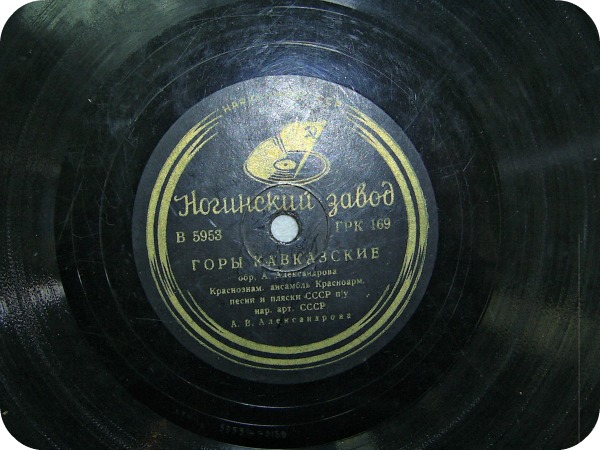 Ногинский завод
В 5953 ГРК 169
ГОРЫ КАВКАЗСКИЕ
обр. А. Александрова
Краснознам. ансамбль Красноарм.
песни и пляски СССР п/у
нар. арт. СССР
А. В. Александрова